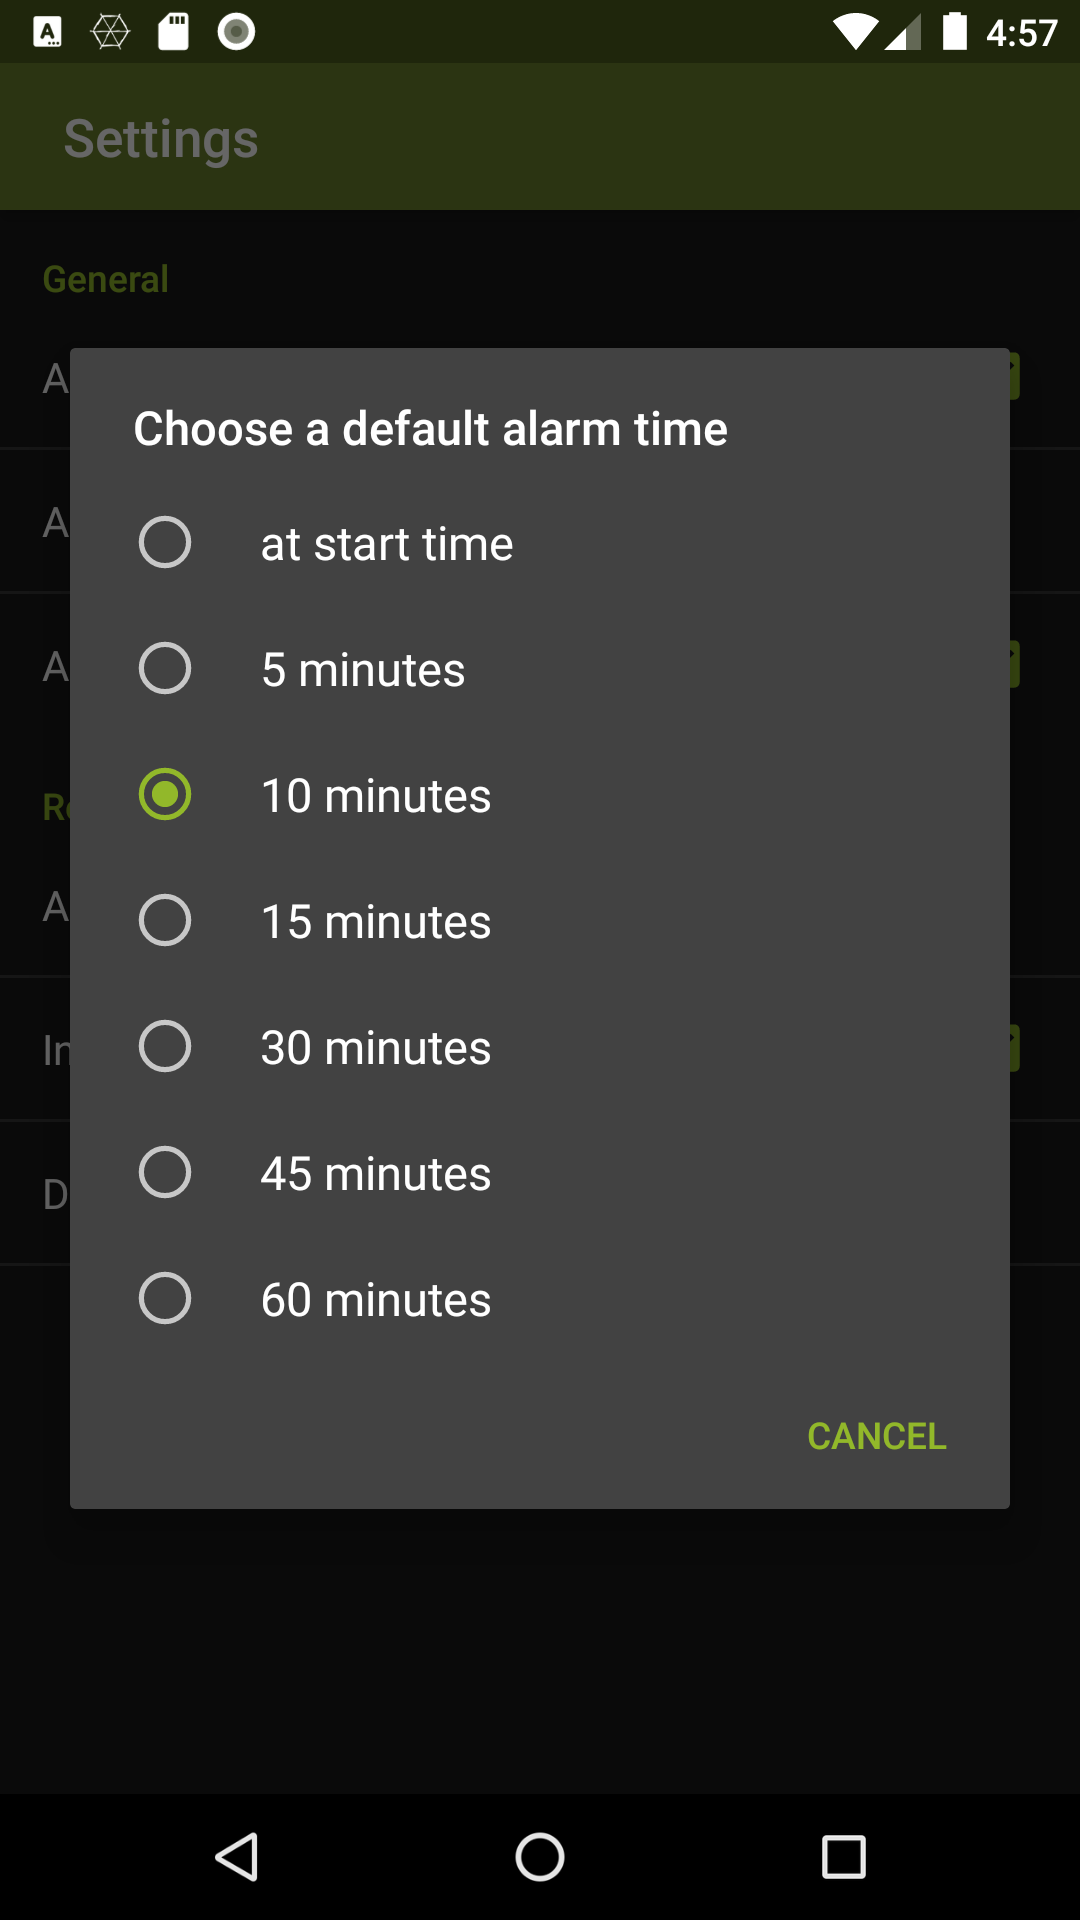 4:57
Settings
General
A
Choose a default alarm time
at start time
A
5 minutes
A
10 minutes
15 minutes
A
30 minutes
45 minutes
D
60 minutes
CANCEL